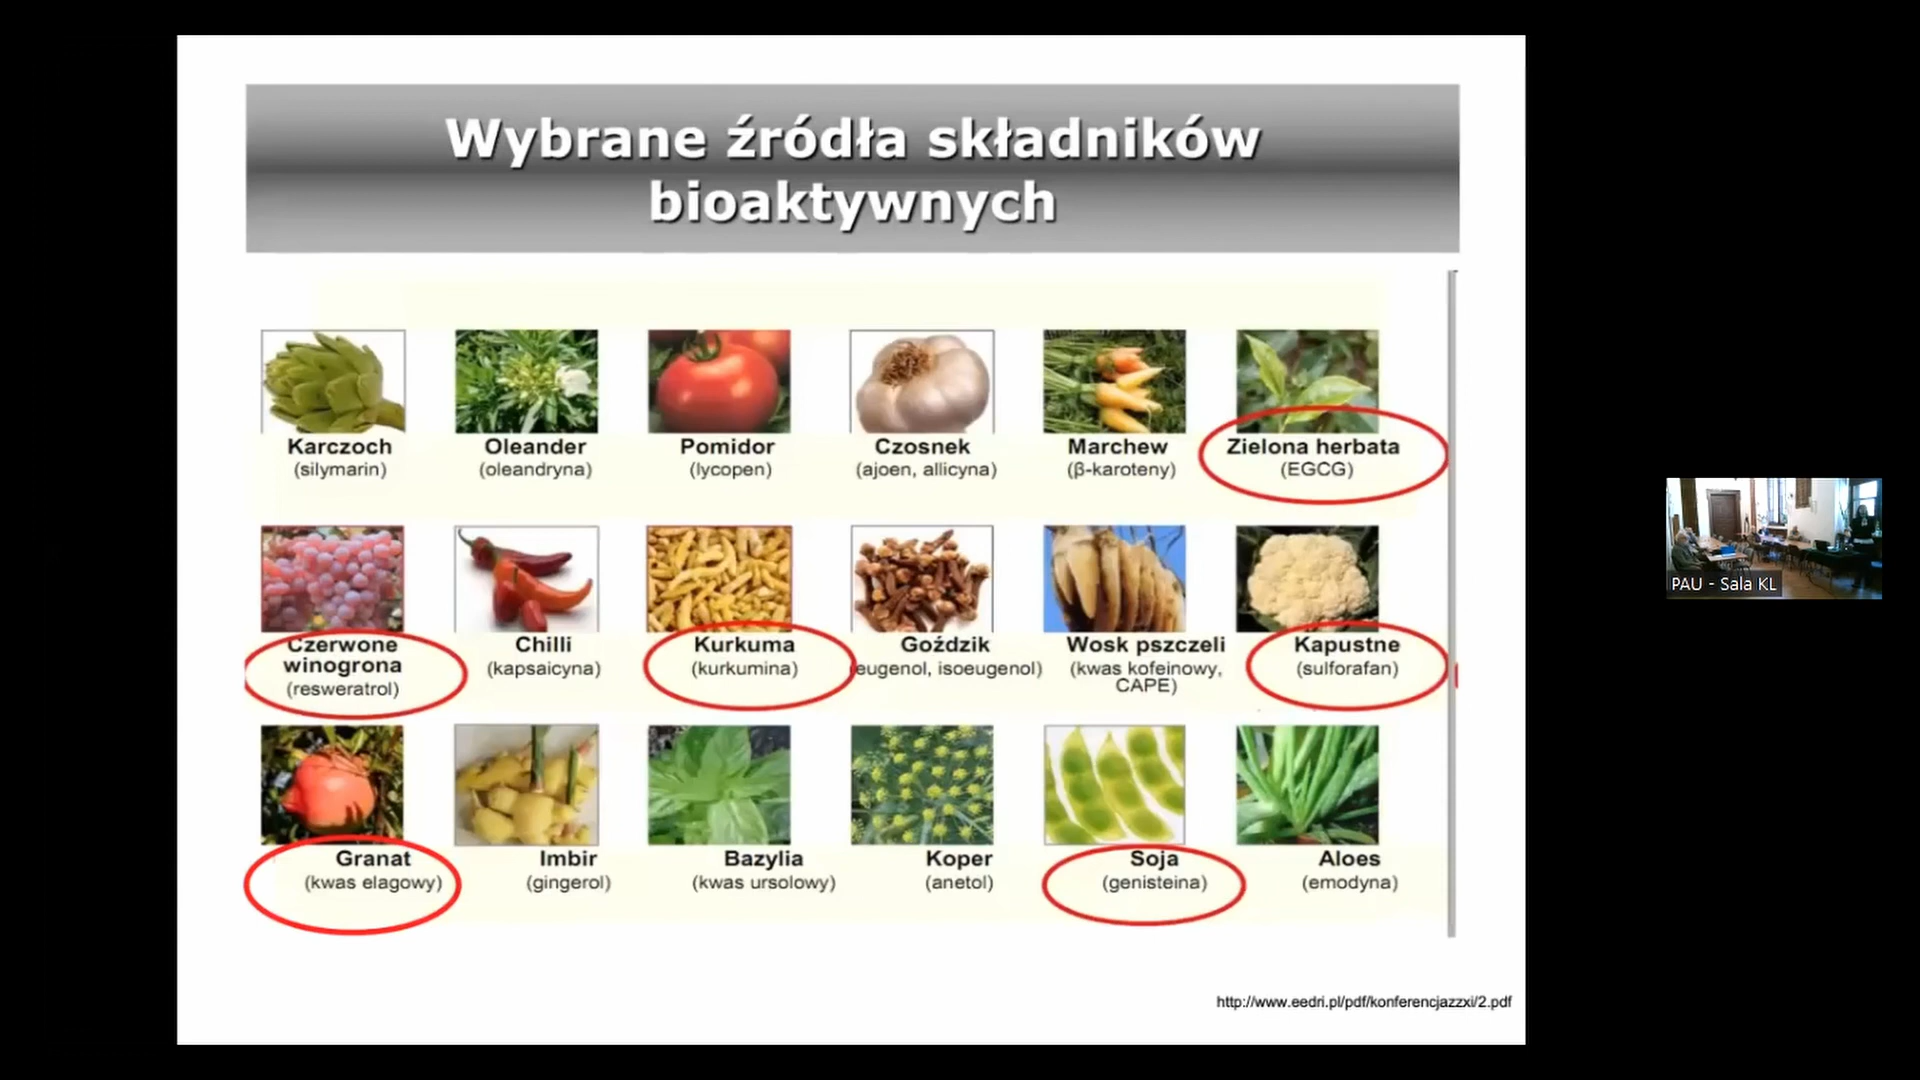 Wybrane źródła składników
bioaktywnych
Karczoch
(silymarin)
Oleander
(oleandryna)
Pomidor
(lycopen)
Czosnek
(ajoen, allicyna)
Marchew
(β-karoteny)
Zielona herbata
(EGCG)
Czerwone
winogrona
(resweratrol)
Chilli
(kapsaicyna)
Kurkuma
(kurkumina)
Goździk
eugenol, isoeugenol)
Wosk pszczeli
(kwas kofeinowy,
CAPE)
Kapustne
(sulforafan)
Granat
(kwas elagowy)
Imbir
(gingerol)
Bazylia
(kwas ursolowy)
Koper
(anetol)
Soja
(genisteina)
Aloes
(emodyna)
http://www.eedri.pl/pdf/konferencjazzxi/2.pdf
PAU - Sala KL